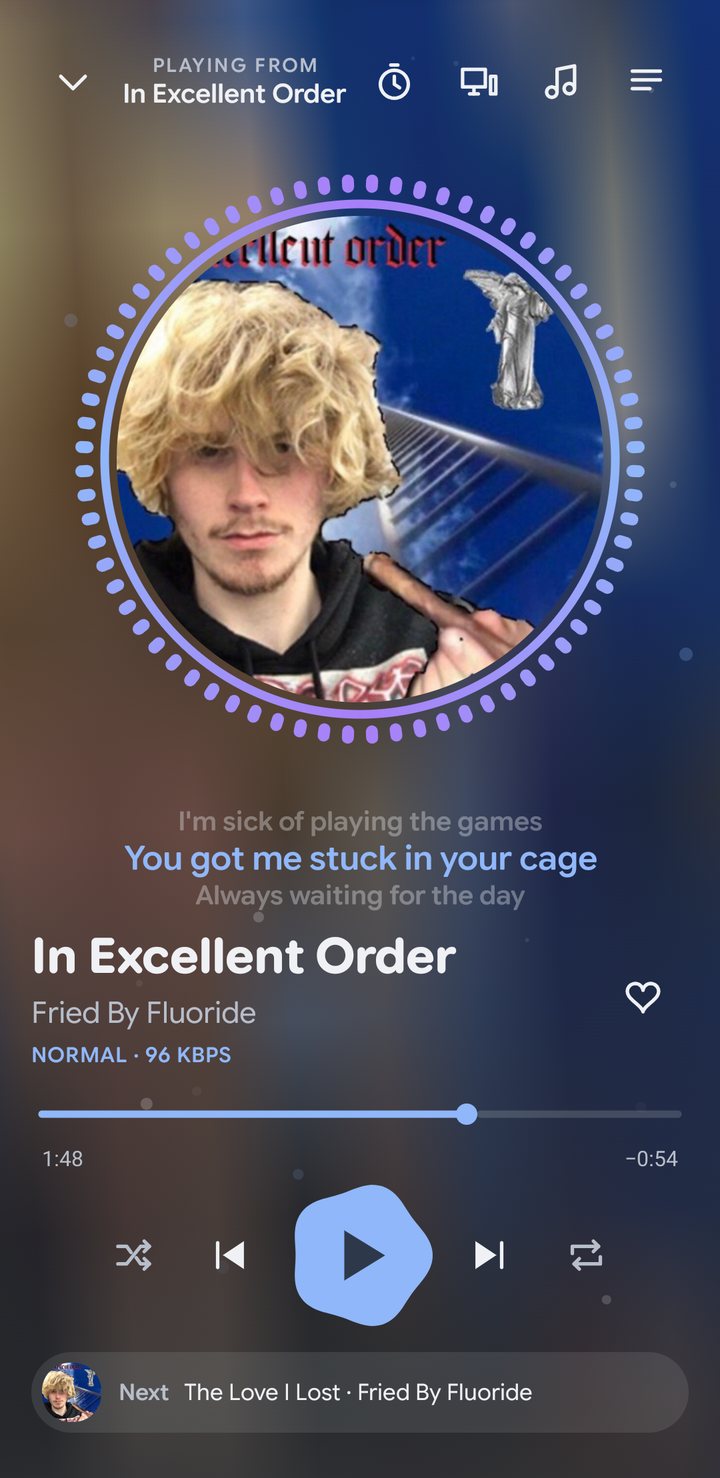 PLAYING FROM
In Excellent Order
order
I'm sick of playing the games
You got me stuck in your cage
Always waiting for the day
In Excellent Order
Fried By Fluoride
NORMAL · 96 KBPS
1:48
−0:54
Next The Love I Lost · Fried By Fluoride